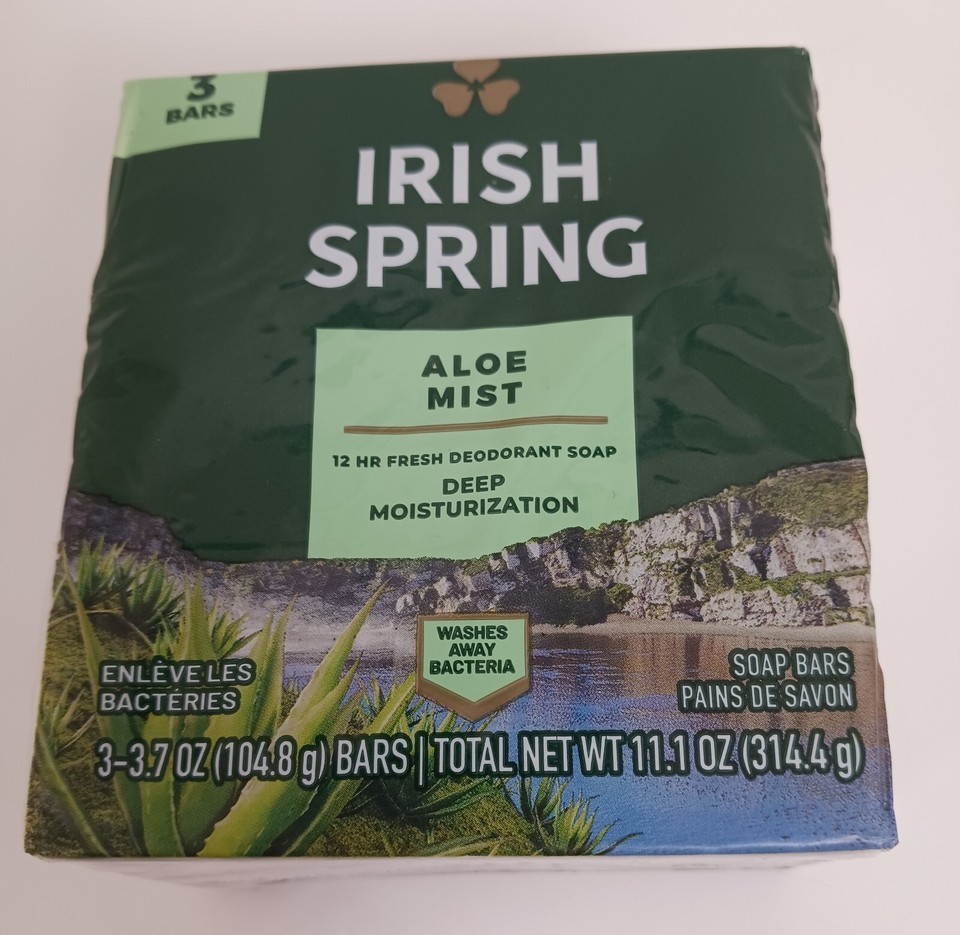 3
BARS
IRISH
SPRING
ALOE
MIST
12 HR FRESH DEODORANT SOAP
DEEP
MOISTURIZATION
WASHES
AWAY
BACTERIA
ENLÈVE LES
BACTÉRIES
SOAP BARS
PAINS DE SAVON
3-3.7 OZ (104.8 g) BARS | TOTAL NET WT 11.1 OZ (314.4 g)